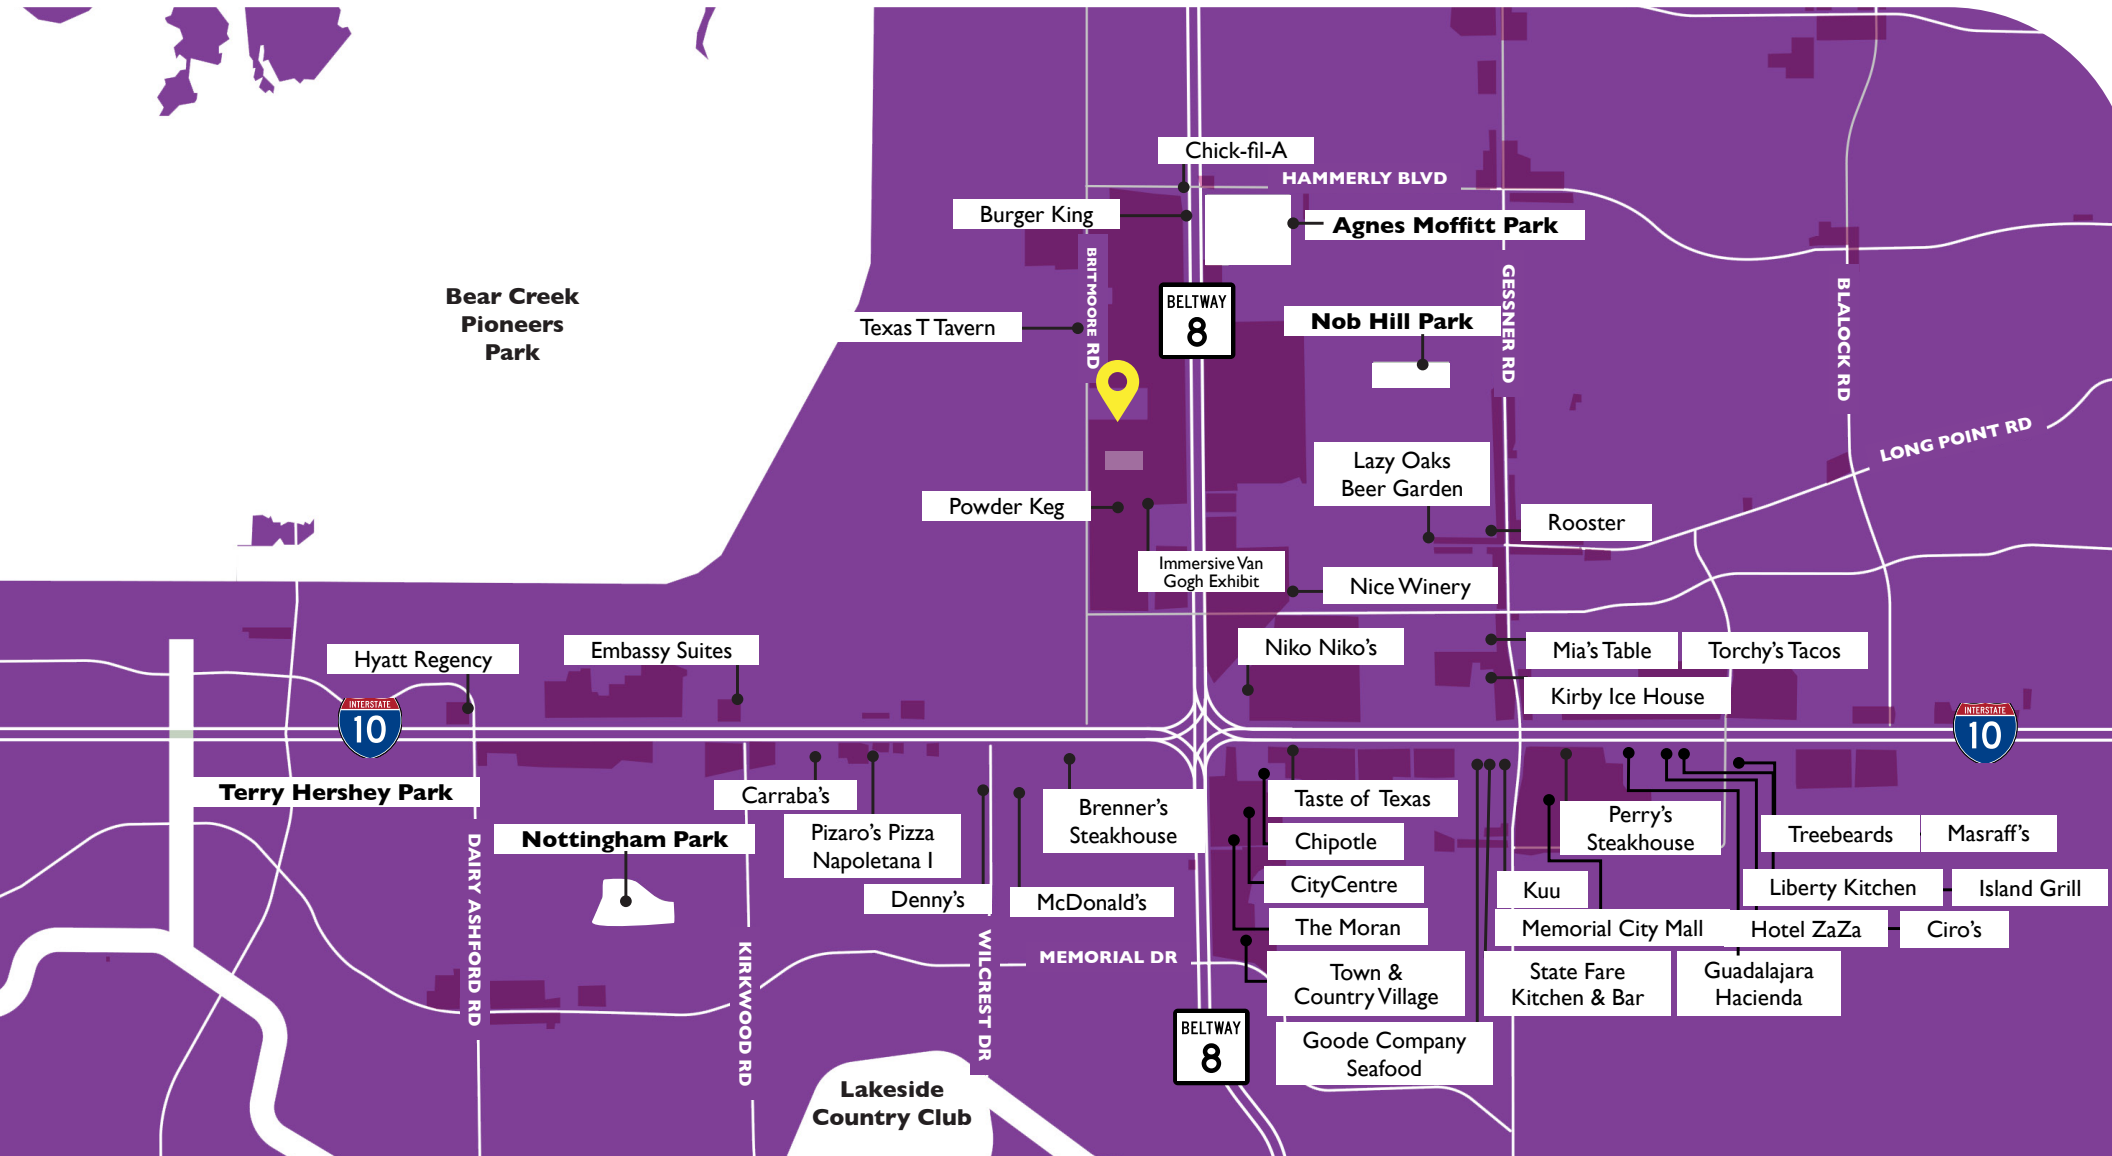 Chick-fil-A
HAMMERLY BLVD
Burger King
Agnes Moffitt Park
BRITMOORE RD
GESSNER RD
BLALOCK RD
Bear Creek
Pioneers
Park
BELTWAY
8
Texas T Tavern
Nob Hill Park
LONG POINT RD
Lazy Oaks
Beer Garden
Powder Keg
Rooster
Immersive Van
Gogh Exhibit
Nice Winery
Hyatt Regency
Embassy Suites
Niko Niko's
Mia's Table
Torchy's Tacos
Kirby Ice House
INTERSTATE
10
INTERSTATE
10
Terry Hershey Park
Carraba's
Brenner's
Steakhouse
Taste of Texas
Perry's
Steakhouse
Nottingham Park
Pizaro's Pizza
Napoletana I
Chipotle
Treebeards
Masraff's
DAIRY ASHFORD RD
Denny's
McDonald's
CityCentre
Kuu
Liberty Kitchen
Island Grill
The Moran
Memorial City Mall
Hotel ZaZa
Ciro's
KIRKWOOD RD
WILCREST DR
MEMORIAL DR
Town &
Country Village
State Fare
Kitchen & Bar
Guadalajara
Hacienda
BELTWAY
8
Goode Company
Seafood
Lakeside
Country Club